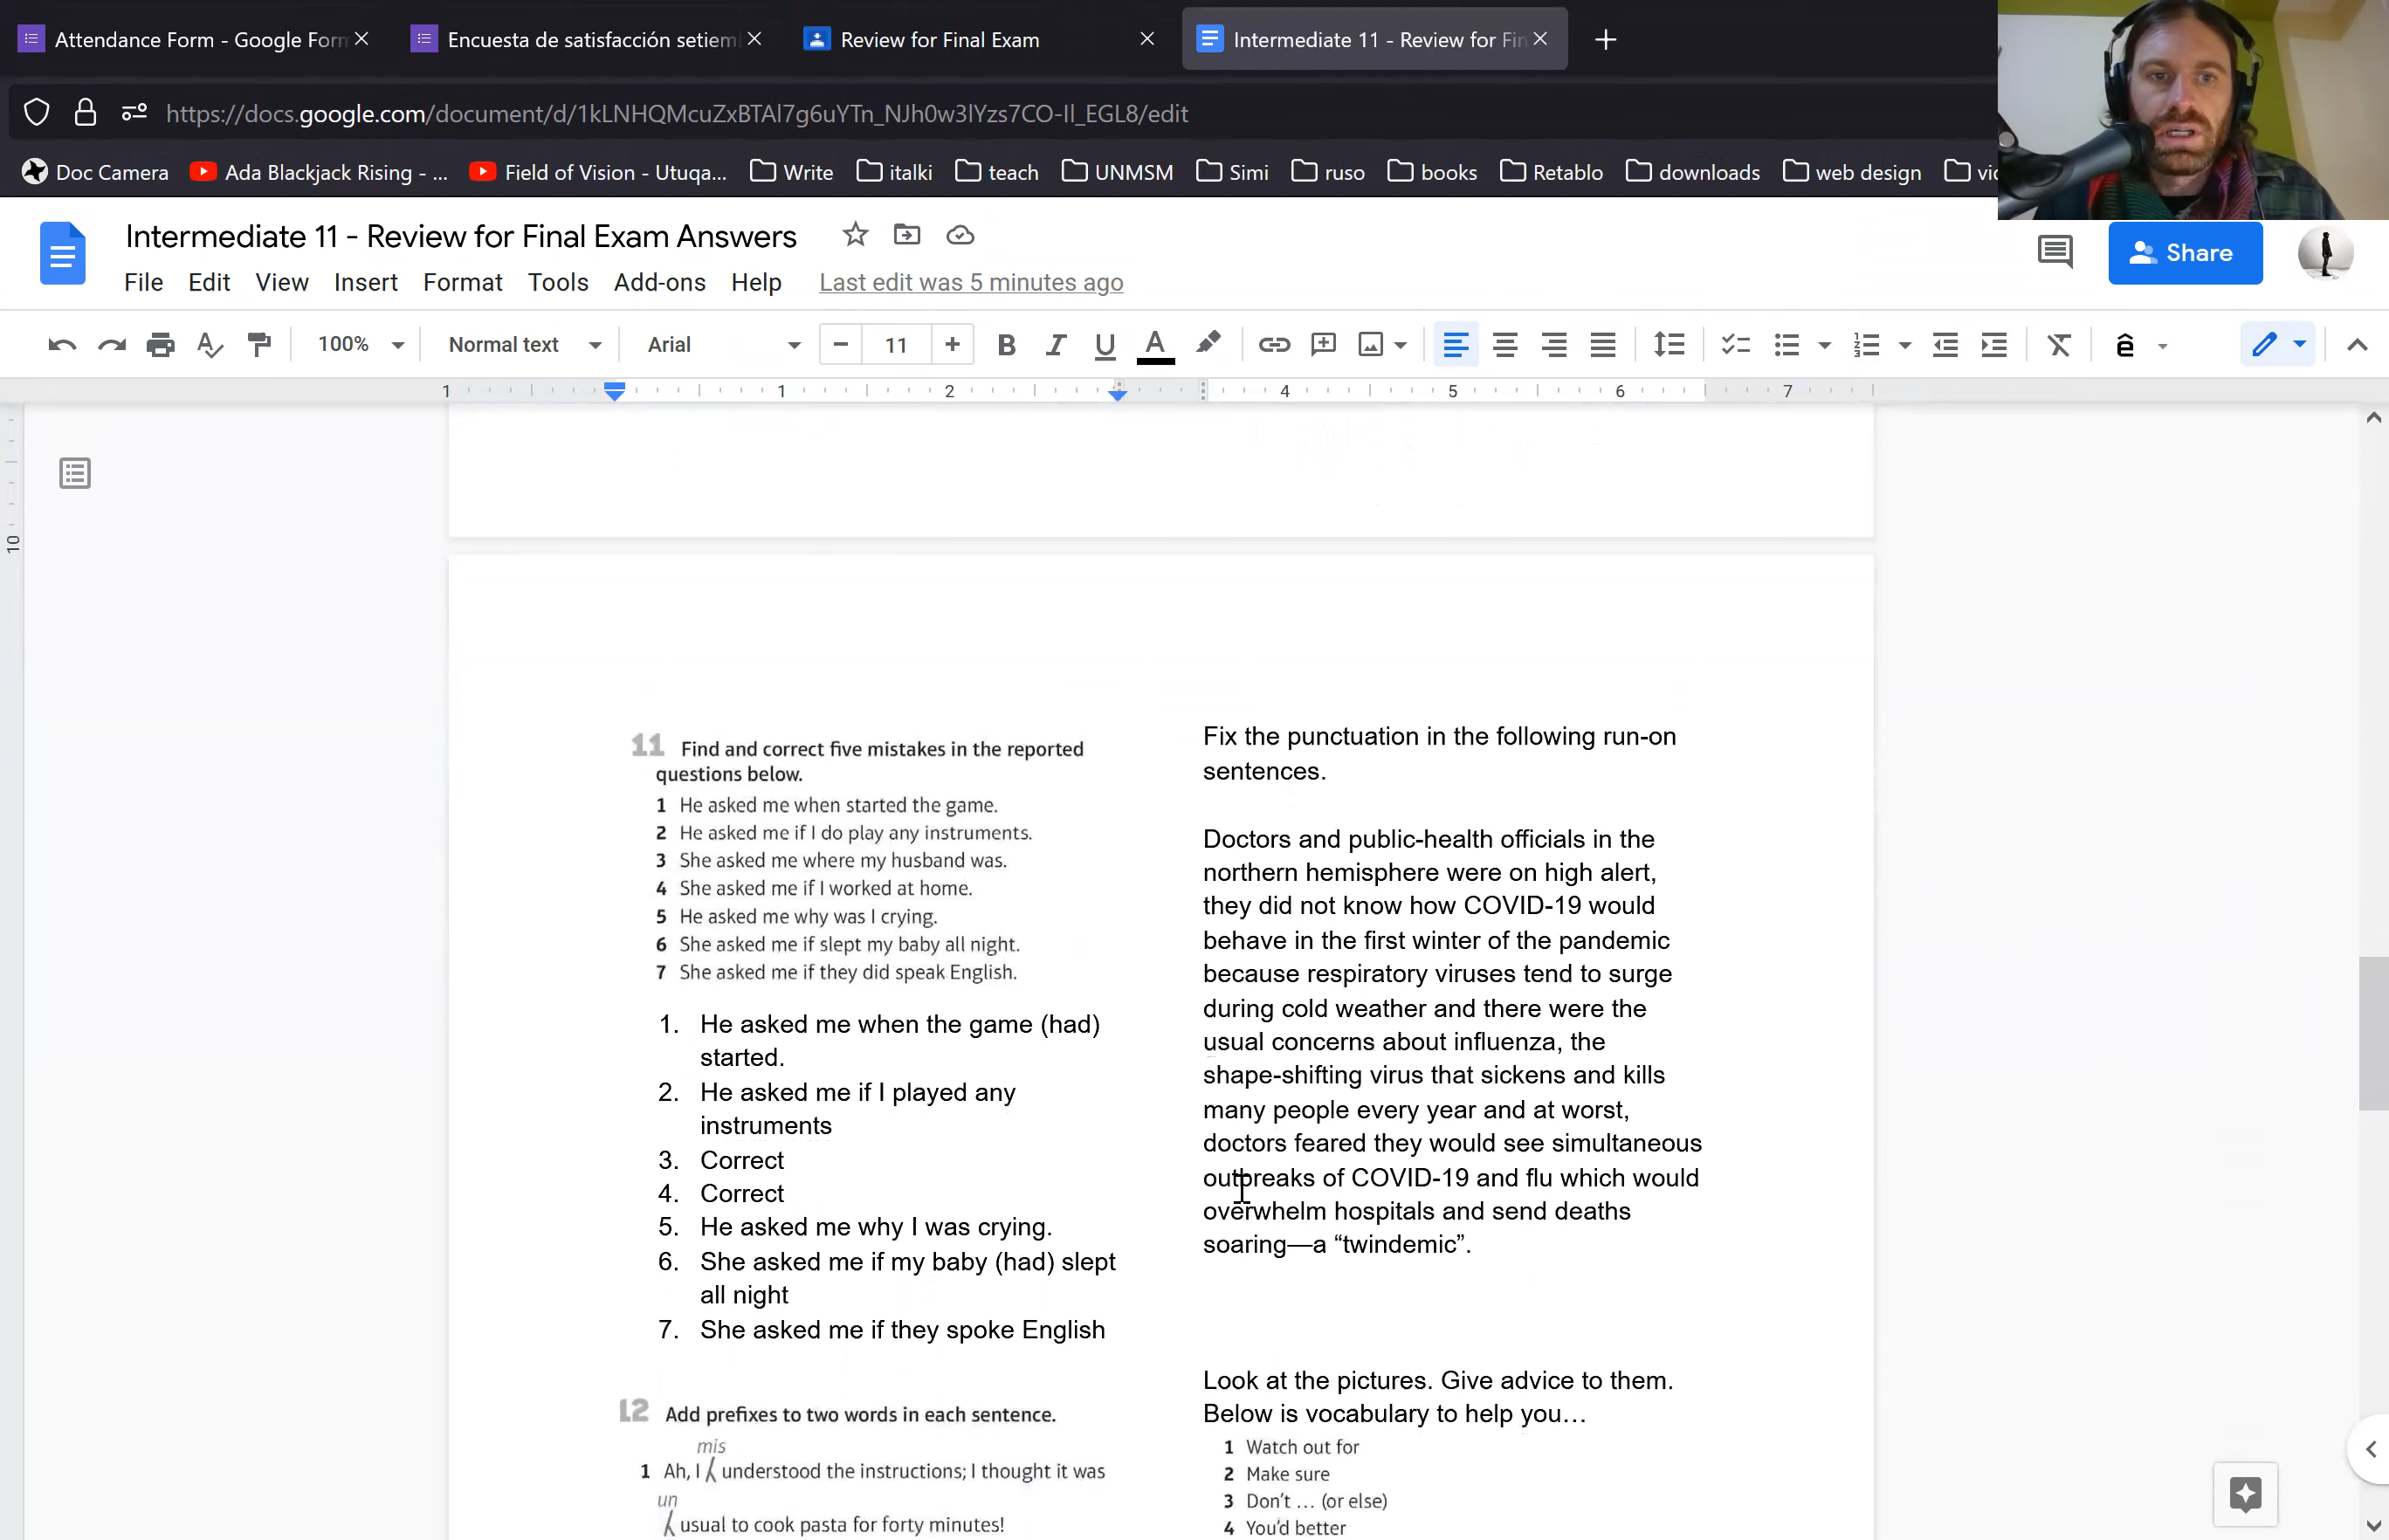 Attendance Form - Google Form
Encuesta de satisfacción setiem
Review for Final Exam
Intermediate 11 - Review for Fin
https://docs.google.com/document/d/1kLNHQMcuZxBTAl7g6uYTn_NJh0w3lYzs7CO-Il_EGL8/edit
Doc Camera
Ada Blackjack Rising - ...
Field of Vision - Utuqa...
Write
italki
teach
UNMSM
Simi
ruso
books
Retablo
downloads
web design
Intermediate 11 - Review for Final Exam Answers
File Edit View Insert Format Tools Add-ons Help Last edit was 5 minutes ago
Share
100% Normal text Arial 11
1 1 2 4 5 6 7
10
11 Find and correct five mistakes in the reported
questions below.
1 He asked me when started the game.
2 He asked me if I do play any instruments.
3 She asked me where my husband was.
4 She asked me if I worked at home.
5 He asked me why was I crying.
6 She asked me if slept my baby all night.
7 She asked me if they did speak English.
1. He asked me when the game (had)
started.
2. He asked me if I played any
instruments
3. Correct
4. Correct
5. He asked me why I was crying.
6. She asked me if my baby (had) slept
all night
7. She asked me if they spoke English
12 Add prefixes to two words in each sentence.
mis
1 Ah, I understood the instructions; I thought it was
un
usual to cook pasta for forty minutes!
Fix the punctuation in the following run-on
sentences.
Doctors and public-health officials in the
northern hemisphere were on high alert,
they did not know how COVID-19 would
behave in the first winter of the pandemic
because respiratory viruses tend to surge
during cold weather and there were the
usual concerns about influenza, the
shape-shifting virus that sickens and kills
many people every year and at worst,
doctors feared they would see simultaneous
outbreaks of COVID-19 and flu which would
overwhelm hospitals and send deaths
soaring—a “twindemic”.
Look at the pictures. Give advice to them.
Below is vocabulary to help you…
1 Watch out for
2 Make sure
3 Don't … (or else)
4 You'd better